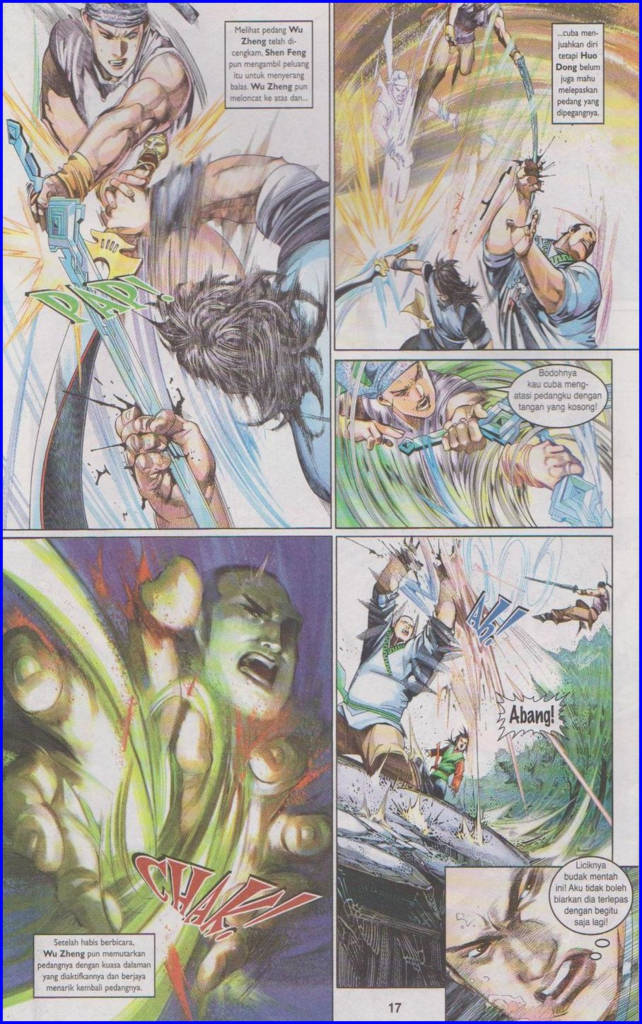 Melihat pedang Wu
Zheng telah di-
cengkam, Shen Feng
pun mengambil peluang
itu untuk menyerang
balas. Wu Zheng pun
meloncat ke atas dan...
PAP!
...cuba men-
juahkan diri
tetapi Huo
Dong belum
juga mahu
melepaskan
pedang yang
dipegangnya.
Bodohnya
kau cuba meng-
atasi pedangku dengan
tangan yang kosong!
CHAK!
Setelah habis berbicara,
Wu Zheng pun memutarkan
pedangnya dengan kuasa dalaman
yang diaktifkannya dan berjaya
menarik kembali pedangnya.
Abang!
Liciknya
budak mentah
ini! Aku tidak boleh
biarkan dia terlepas
dengan begitu
saja lagi!
17